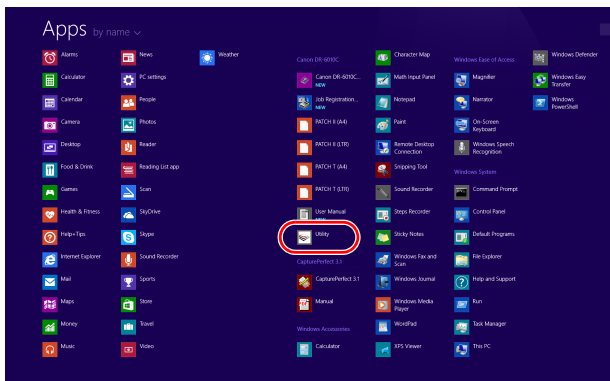 Apps by name
Alarms
Calculator
Calendar
Camera
Desktop
Food & Drink
Games
Health & Fitness
Help+Tips
Internet Explorer
Mail
Maps
Money
Music
News
PC settings
People
Photos
Reader
Reading List app
Scan
SkyDrive
Skype
Sound Recorder
Sports
Store
Travel
Video
Weather
Canon DR-6010C
Canon DR-6010C...
NEW
Job Registration...
NEW
PATCH II (A4)
PATCH II (LTR)
PATCH T (A4)
PATCH T (LTR)
User Manual
NEW
Utility
CapturePerfect 3.1
CapturePerfect 3.1
Manual
Windows Accessories
Calculator
Character Map
Math Input Panel
Notepad
Paint
Remote Desktop
Connection
Snipping Tool
Sound Recorder
Steps Recorder
Sticky Notes
Windows Fax and
Scan
Windows Journal
Windows Media
Player
WordPad
XPS Viewer
Windows Ease of Access
Magnifier
Narrator
On-Screen
Keyboard
Windows Speech
Recognition
Windows System
Command Prompt
Control Panel
Default Programs
File Explorer
Help and Support
Run
Task Manager
This PC
Windows Defender
Windows Easy
Transfer
Windows
PowerShell